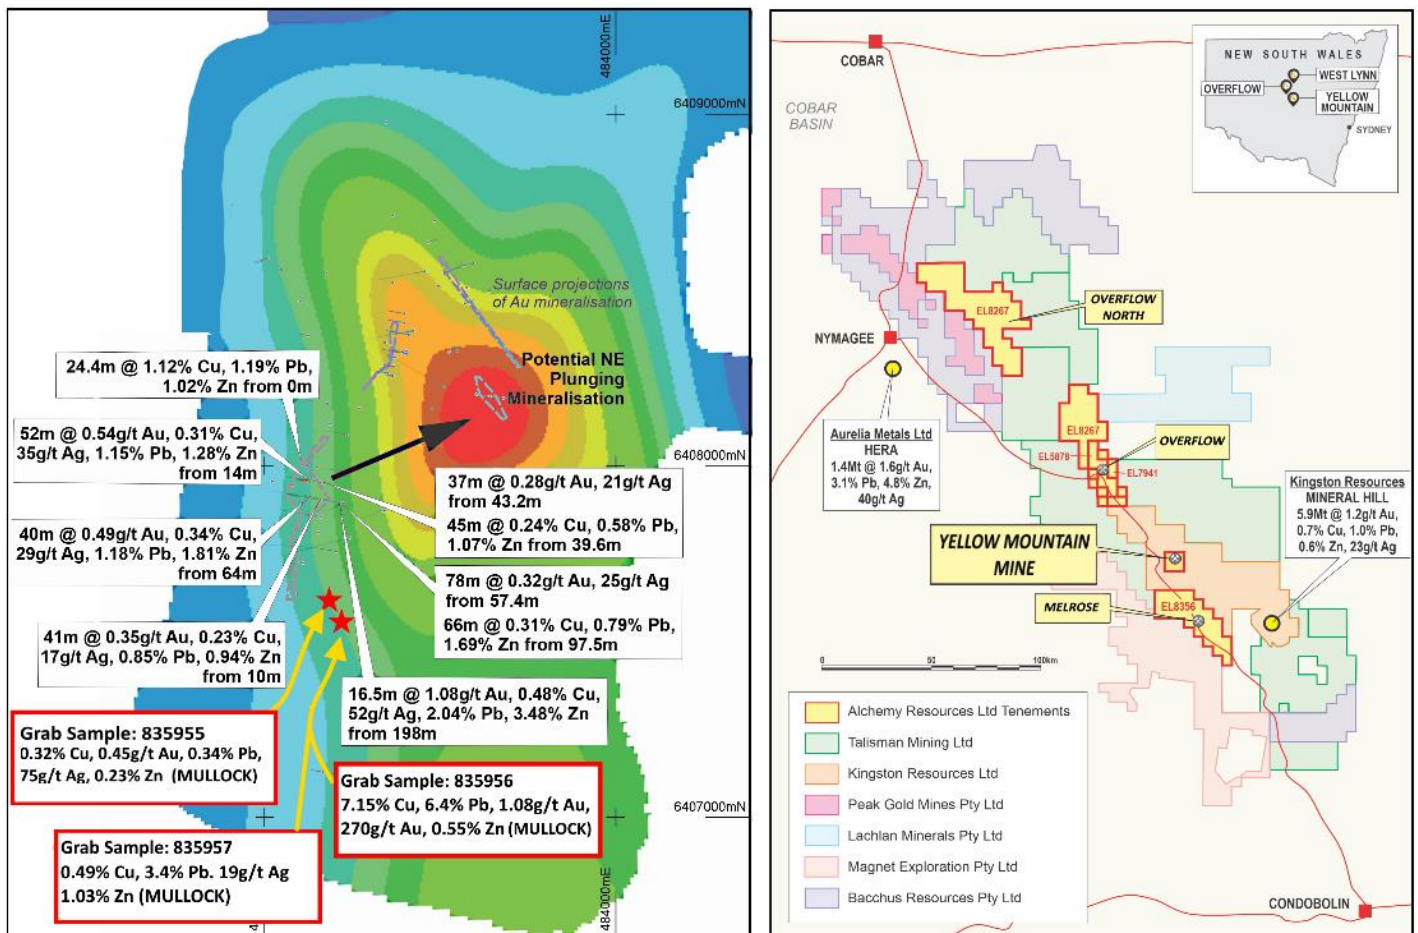 484000mE
6409000mN
Surface projections
of Au mineralisation
Potential NE
Plunging
Mineralisation
24.4m @ 1.12% Cu, 1.19% Pb,
1.02% Zn from 0m
52m @ 0.54g/t Au, 0.31% Cu,
35g/t Ag, 1.15% Pb, 1.28% Zn
from 14m
6408000mN
37m @ 0.28g/t Au, 21g/t Ag
from 43.2m
45m @ 0.24% Cu, 0.58% Pb,
1.07% Zn from 39.6m
40m @ 0.49g/t Au, 0.34% Cu,
29g/t Ag, 1.18% Pb, 1.81% Zn
from 64m
78m @ 0.32g/t Au, 25g/t Ag
from 57.4m
66m @ 0.31% Cu, 0.79% Pb,
1.69% Zn from 97.5m
41m @ 0.35g/t Au, 0.23% Cu,
17g/t Ag, 0.85% Pb, 0.94% Zn
from 10m
16.5m @ 1.08g/t Au, 0.48% Cu,
52g/t Ag, 2.04% Pb, 3.48% Zn
from 198m
Grab Sample: 835955
0.32% Cu, 0.45g/t Au, 0.34% Pb,
75g/t Ag, 0.23% Zn (MULLOCK)
Grab Sample: 835956
7.15% Cu, 6.4% Pb, 1.08g/t Au,
270g/t Au, 0.55% Zn (MULLOCK)
6407000mN
Grab Sample: 835957
0.49% Cu, 3.4% Pb. 19g/t Ag
1.03% Zn (MULLOCK)
484000mE
COBAR
COBAR
BASIN
NEW SOUTH WALES
WEST LYNN
OVERFLOW
YELLOW
MOUNTAIN
SYDNEY
EL8267
OVERFLOW
NORTH
NYMAGEE
Aurelia Metals Ltd
HERA
1.4Mt @ 1.6g/t Au,
3.1% Pb, 4.8% Zn,
40g/t Ag
EL8267
OVERFLOW
EL5878
EL7941
Kingston Resources
MINERAL HILL
5.9Mt @ 1.2g/t Au,
0.7% Cu, 1.0% Pb,
0.6% Zn, 23g/t Ag
YELLOW MOUNTAIN
MINE
MELROSE
EL8356
0 50 100km
Alchemy Resources Ltd Tenements
Talisman Mining Ltd
Kingston Resources Ltd
Peak Gold Mines Pty Ltd
Lachlan Minerals Pty Ltd
Magnet Exploration Pty Ltd
Bacchus Resources Pty Ltd
CONDOBOLIN